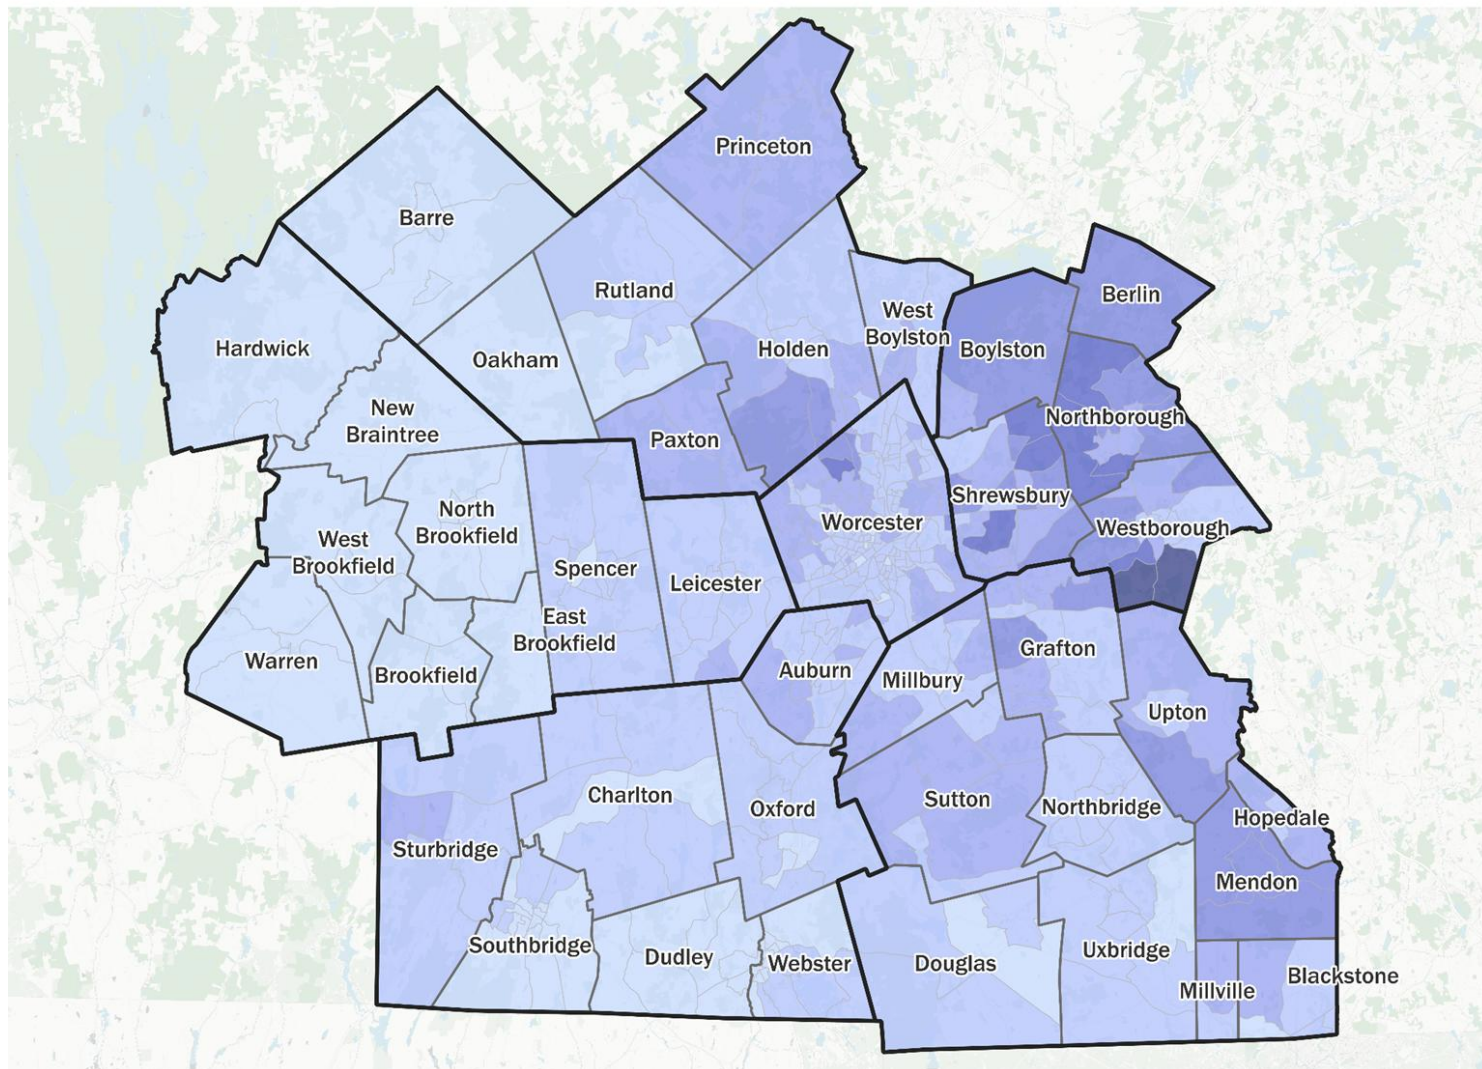 Princeton
Barre
Rutland
Berlin
West
Boylston
Hardwick
Holden
Boylston
Oakham
New
Braintree
Northborough
Paxton
Shrewsbury
North
Brookfield
Worcester
Westborough
West
Brookfield
Spencer
Leicester
East
Brookfield
Warren
Brookfield
Auburn
Millbury
Grafton
Upton
Charlton
Oxford
Sutton
Northbridge
Hopedale
Sturbridge
Mendon
Southbridge
Dudley
Webster
Douglas
Uxbridge
Millville
Blackstone